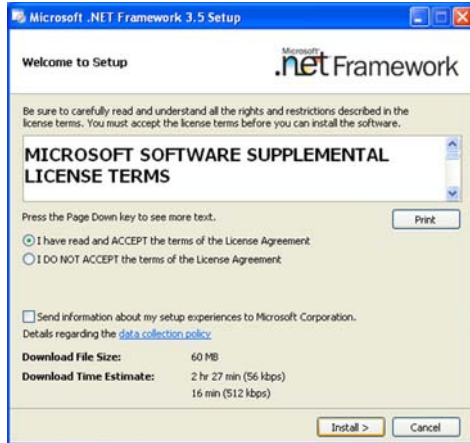 Microsoft .NET Framework 3.5 Setup
Welcome to Setup
Microsoft
.net Framework
Be sure to carefully read and understand all the rights and restrictions described in the
license terms. You must accept the license terms before you can install the software.
MICROSOFT SOFTWARE SUPPLEMENTAL
LICENSE TERMS
Press the Page Down key to see more text.
Print
I have read and ACCEPT the terms of the License Agreement
I DO NOT ACCEPT the terms of the License Agreement
Send information about my setup experiences to Microsoft Corporation.
Details regarding the data collection policy
Download File Size: 60 MB
Download Time Estimate: 2 hr 27 min (56 kbps)
16 min (512 kbps)
Install > Cancel